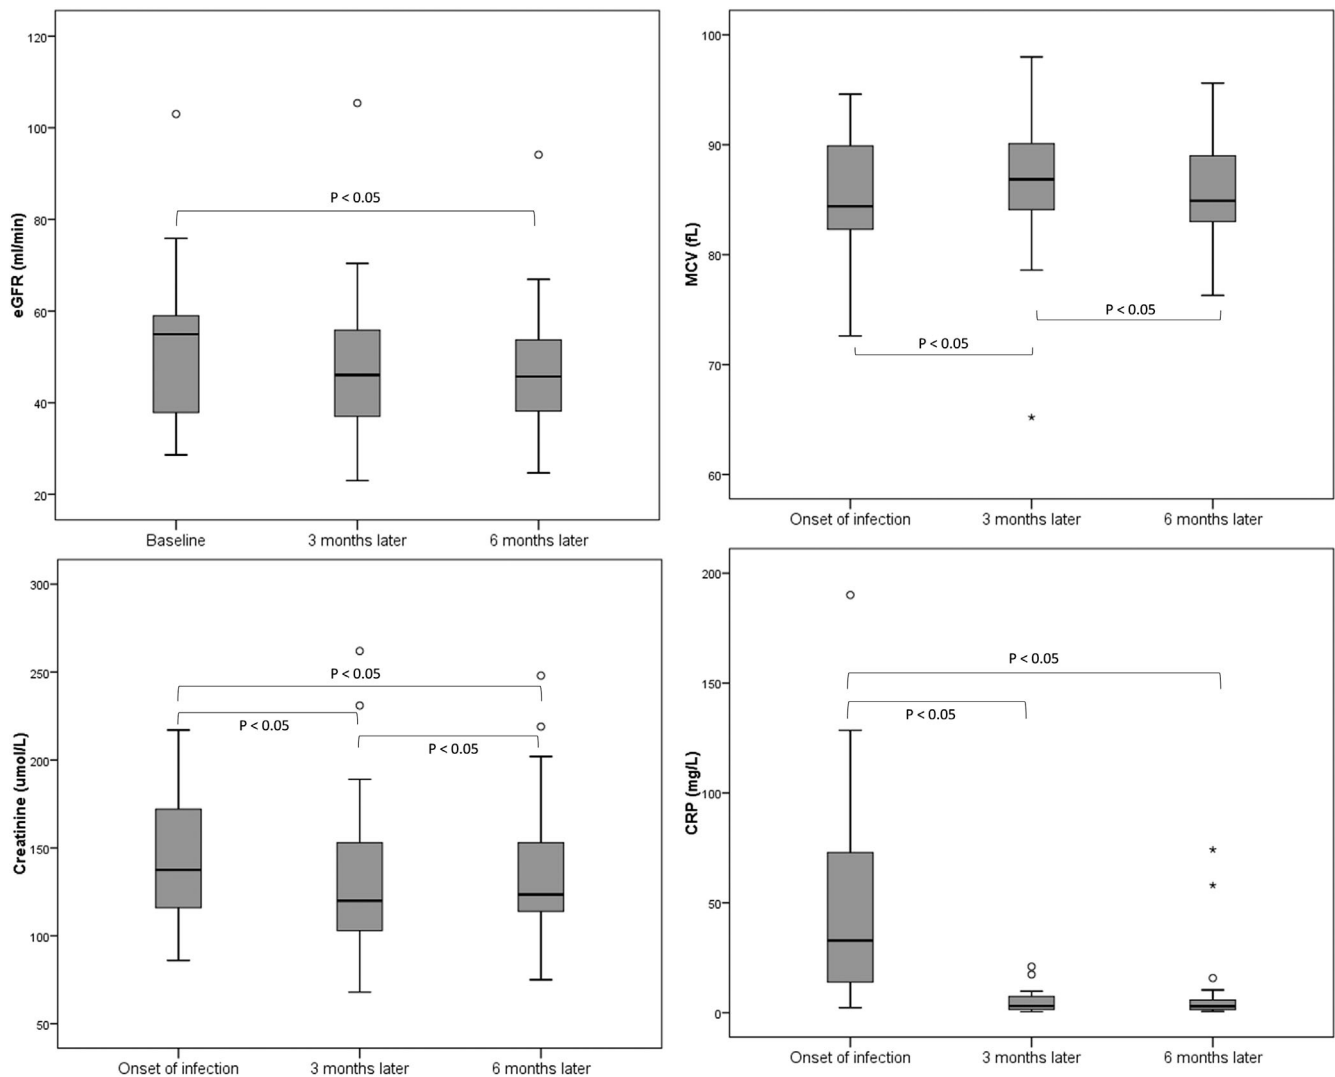 120
100
80
60
40
20
eGFR (ml/min)
P < 0.05
Baseline
3 months later
6 months later
100
90
80
70
60
MCV (fL)
P < 0.05
P < 0.05
Onset of infection
3 months later
6 months later
300
250
200
150
100
50
Creatinine (umol/L)
P < 0.05
P < 0.05
P < 0.05
Onset of infection
3 months later
6 months later
200
150
100
50
0
CRP (mg/L)
P < 0.05
P < 0.05
Onset of infection
3 months later
6 months later